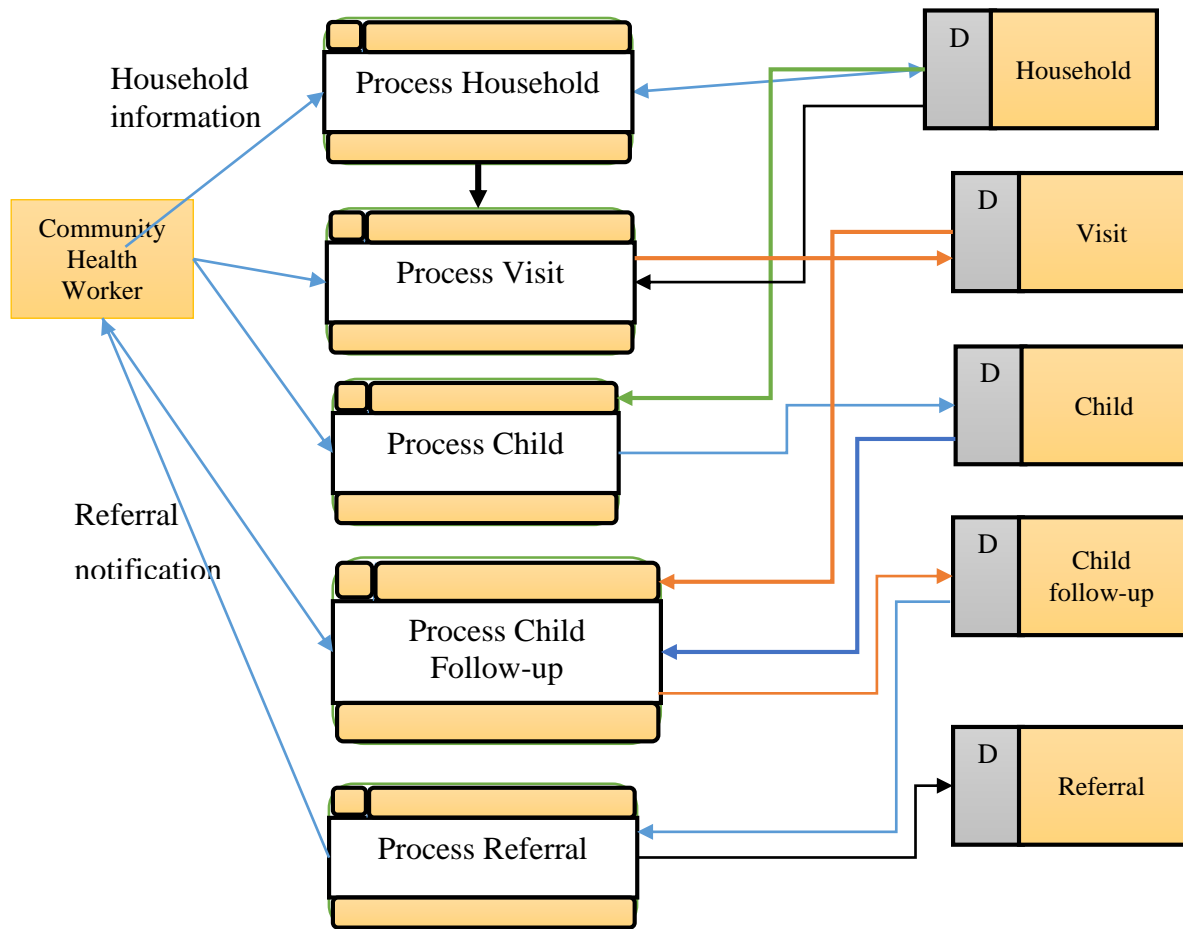 Household
information
Community
Health
Worker
Referral
notification
Process Household
Process Visit
Process Child
Process Child
Follow-up
Process Referral
D
Household
D
Visit
D
Child
D
Child
follow-up
D
Referral